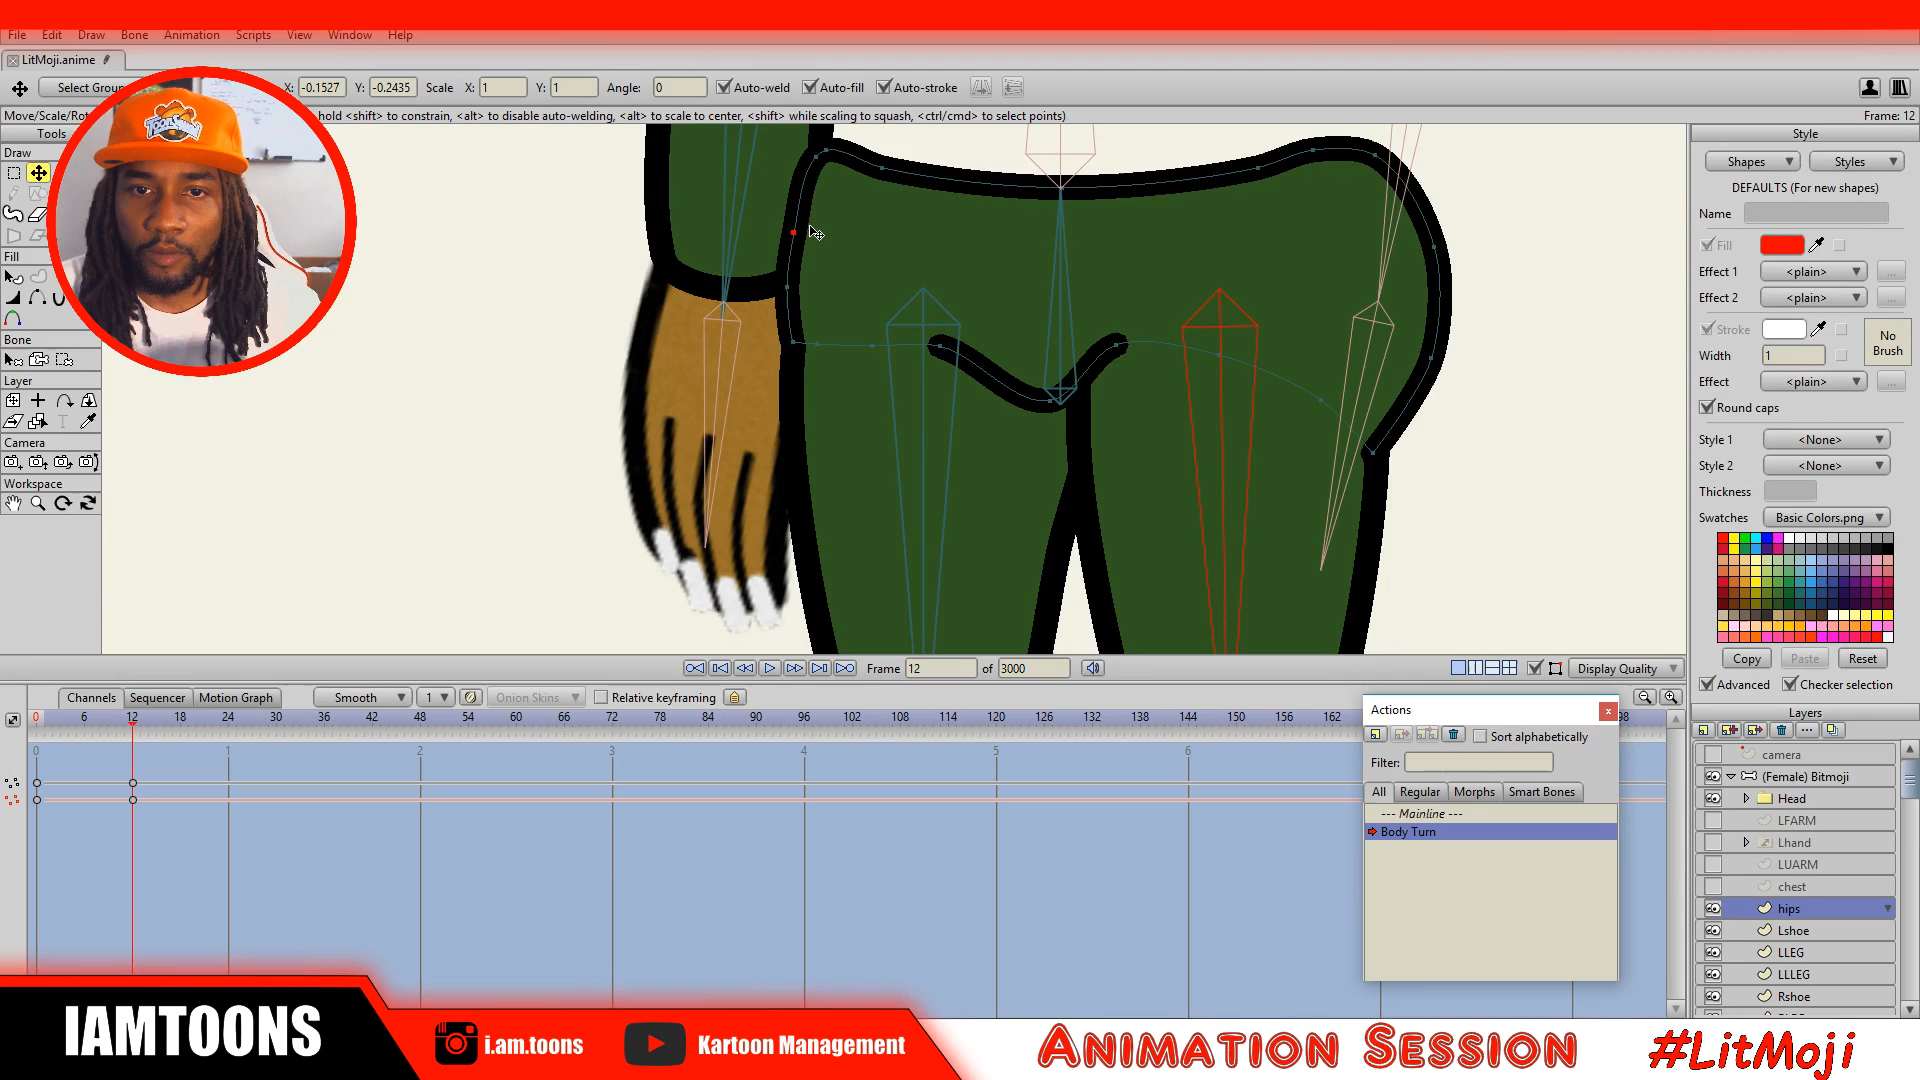 File Edit Draw Bone Animation Scripts View Window Help
LitMoji.anime
Select Group X: -0.1527 Y: -0.2435 Scale X: 1 Y: 1 Angle: 0 Auto-weld Auto-fill Auto-stroke
Move/Scale/Rot hold <shift> to constrain, <alt> to disable auto-welding, <alt> to scale to center, <shift> while scaling to squash, <ctrl/cmd> to select points) Frame: 12
Tools
Draw
Fill
Bone
Layer
Camera
Workspace
Style
Shapes Styles
DEFAULTS (For new shapes)
Name
Fill
Effect 1 <plain> ...
Effect 2 <plain> ...
Stroke
No Brush
Width 1
Effect <plain> ...
Round caps
Style 1 <None>
Style 2 <None>
Thickness
Swatches Basic Colors.png
Copy Paste Reset
Advanced Checker selection
Frame 12 of 3000 Display Quality
Channels Sequencer Motion Graph Smooth 1 Onion Skins Relative keyframing
0 6 12 18 24 30 36 42 48 54 60 66 72 78 84 90 96 102 108 114 120 126 132 138 144 150 156 162 98
0 1 2 3 4 5 6
Actions
Sort alphabetically
Filter:
All Regular Morphs Smart Bones
--- Mainline ---
Body Turn
Layers
camera
(Female) Bitmoji
Head
LFARM
Lhand
LUARM
chest
hips
Lshoe
LLEG
LLLEG
Rshoe
IAMTOONS
i.am.toons
Kartoon Management
Animation Session
#LitMoji